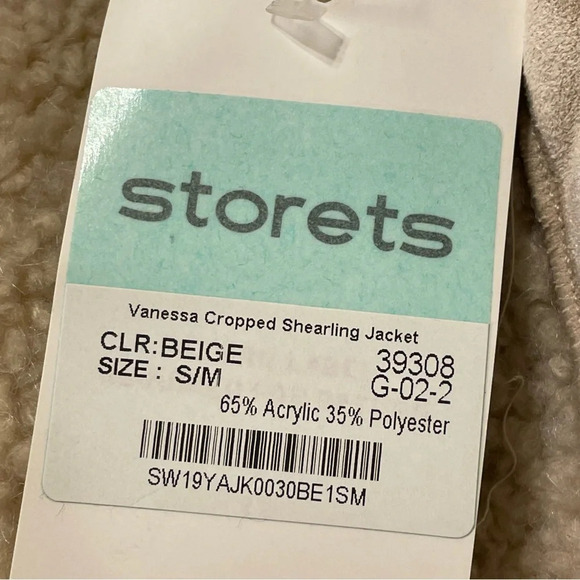 storets
Vanessa Cropped Shearling Jacket
CLR:BEIGE 39308
SIZE : S/M G-02-2
65% Acrylic 35% Polyester
SW19YAJK0030BE1SM